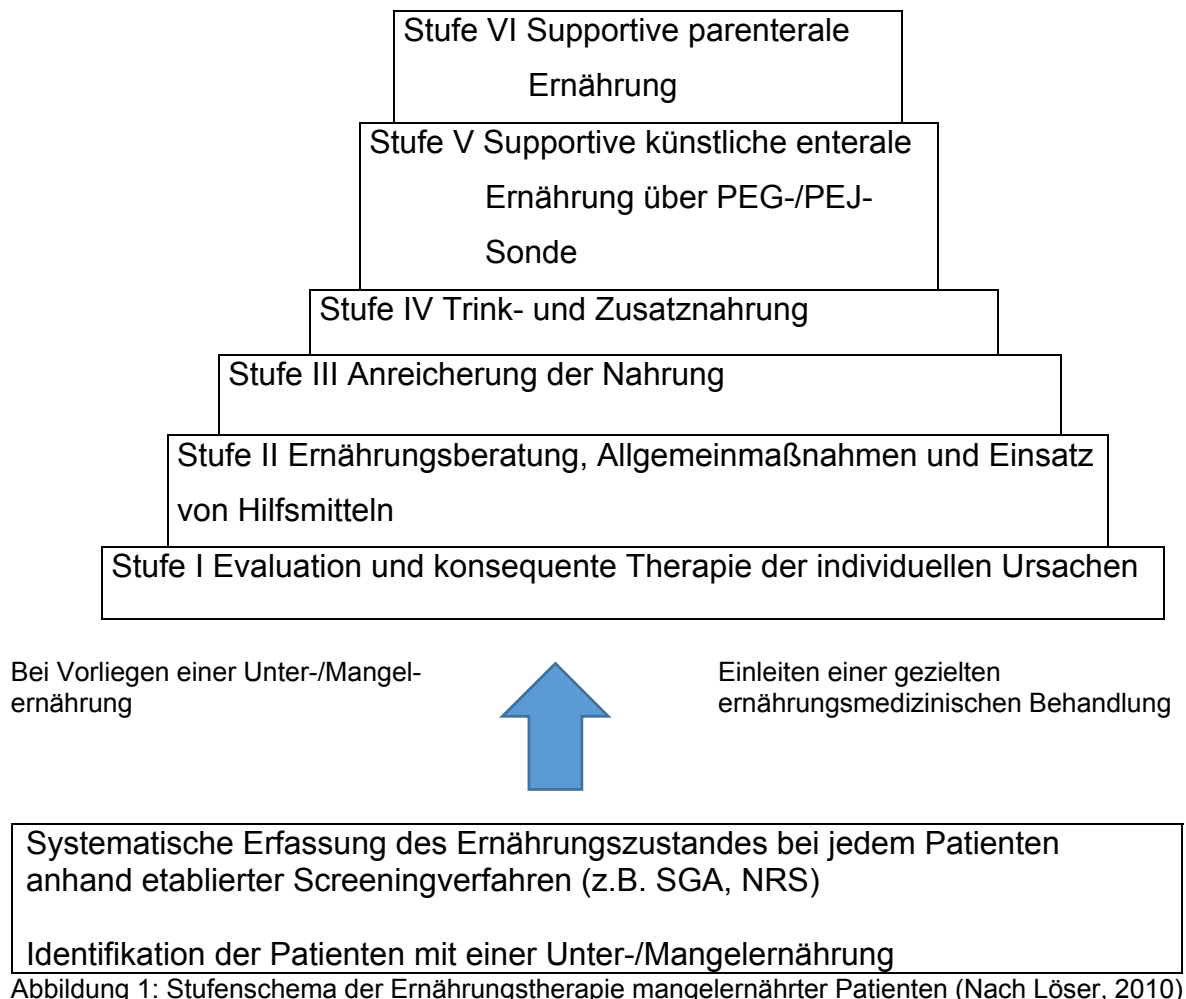 Stufe VI Supportive parenterale
Ernährung
Stufe V Supportive künstliche enterale
Ernährung über PEG-/PEJ-
Sonde
Stufe IV Trink- und Zusatznahrung
Stufe III Anreicherung der Nahrung
Stufe II Ernährungsberatung, Allgemeinmaßnahmen und Einsatz
von Hilfsmitteln
Stufe I Evaluation und konsequente Therapie der individuellen Ursachen
Bei Vorliegen einer Unter-/Mangel-
ernährung
Einleiten einer gezielten
ernährungsmedizinischen Behandlung
Systematische Erfassung des Ernährungszustandes bei jedem Patienten
anhand etablierter Screeningverfahren (z.B. SGA, NRS)
Identifikation der Patienten mit einer Unter-/Mangelernährung
Abbildung 1: Stufenschema der Ernährungstherapie mangelernährter Patienten (Nach Löser, 2010)